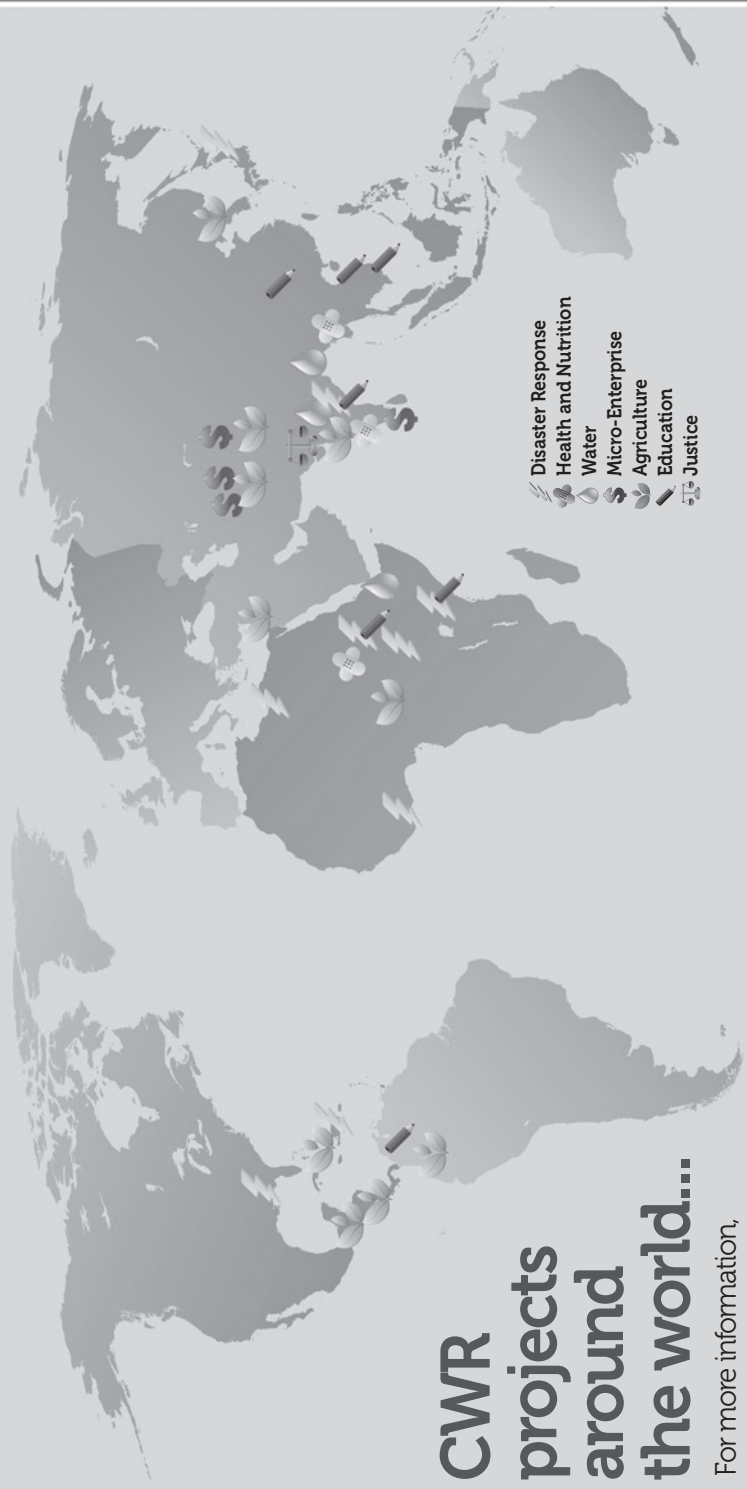 CWR
projects
around
the world...
For more information,
Disaster Response
Health and Nutrition
Water
Micro-Enterprise
Agriculture
Education
Justice